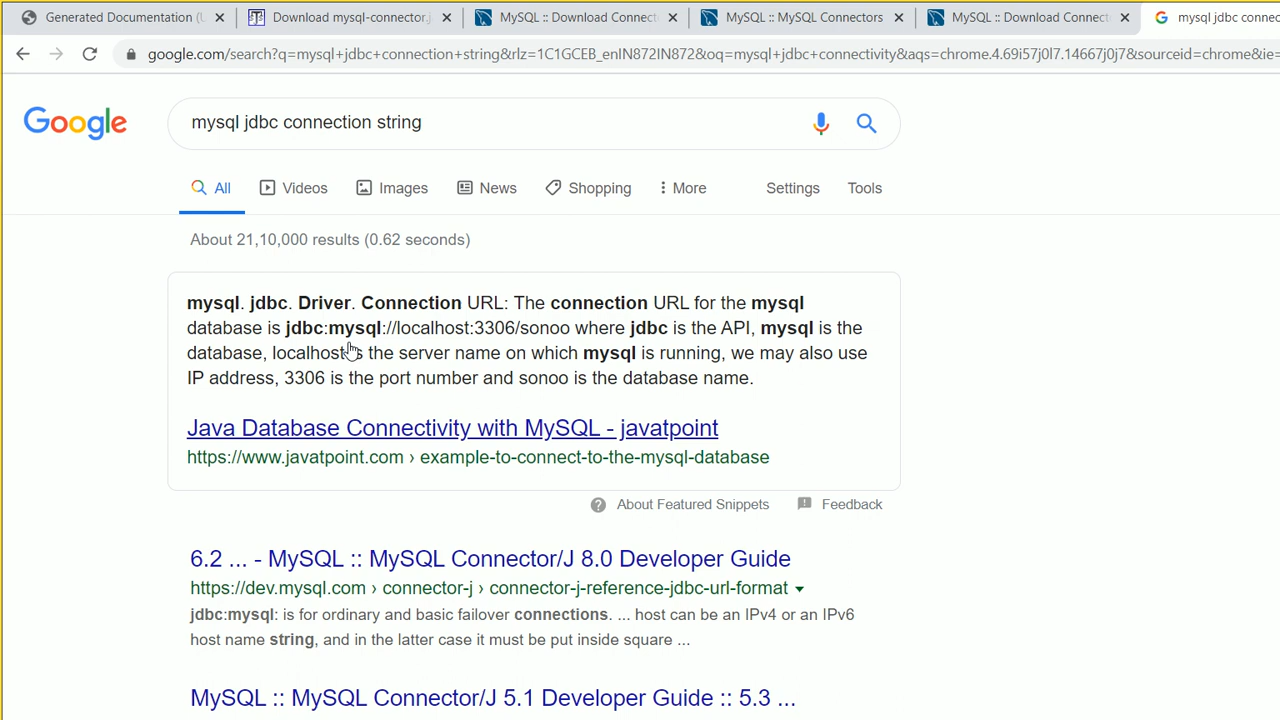 Generated Documentation (U
Download mysql-connector.j
MySQL :: Download Connect
MySQL :: MySQL Connectors
MySQL :: Download Connect
mysql jdbc connec
google.com/search?q=mysql+jdbc+connection+string&rlz=1C1GCEB_enIN872IN872&oq=mysql+jdbc+connectivity&aqs=chrome.4.69i57j0l7.14667j0j7&sourceid=chrome&ie=
Google
mysql jdbc connection string
All
Videos
Images
News
Shopping
More
Settings
Tools
About 21,10,000 results (0.62 seconds)
mysql. jdbc. Driver. Connection URL: The connection URL for the mysql
database is jdbc:mysql://localhost:3306/sonoo where jdbc is the API, mysql is the
database, localhost is the server name on which mysql is running, we may also use
IP address, 3306 is the port number and sonoo is the database name.
Java Database Connectivity with MySQL - javatpoint
https://www.javatpoint.com › example-to-connect-to-the-mysql-database
About Featured Snippets
Feedback
6.2 ... - MySQL :: MySQL Connector/J 8.0 Developer Guide
https://dev.mysql.com › connector-j › connector-j-reference-jdbc-url-format
jdbc:mysql: is for ordinary and basic failover connections. ... host can be an IPv4 or an IPv6
host name string, and in the latter case it must be put inside square ...
MySQL :: MySQL Connector/J 5.1 Developer Guide :: 5.3 ...